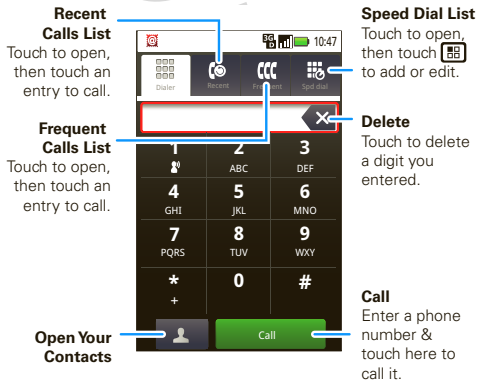 Recent
Calls List
Touch to open,
then touch an
entry to call.
Frequent
Calls List
Touch to open,
then touch an
entry to call.
Open Your
Contacts
3G
10:47
Dialer
Recent
Frequent
Spd dial
1
2
ABC
3
DEF
4
GHI
5
JKL
6
MNO
7
PQRS
8
TUV
9
WXY
*
+
0
#
Call
Speed Dial List
Touch to open,
then touch
to add or edit.
Delete
Touch to delete
a digit you
entered.
Call
Enter a phone
number &
touch here to
call it.